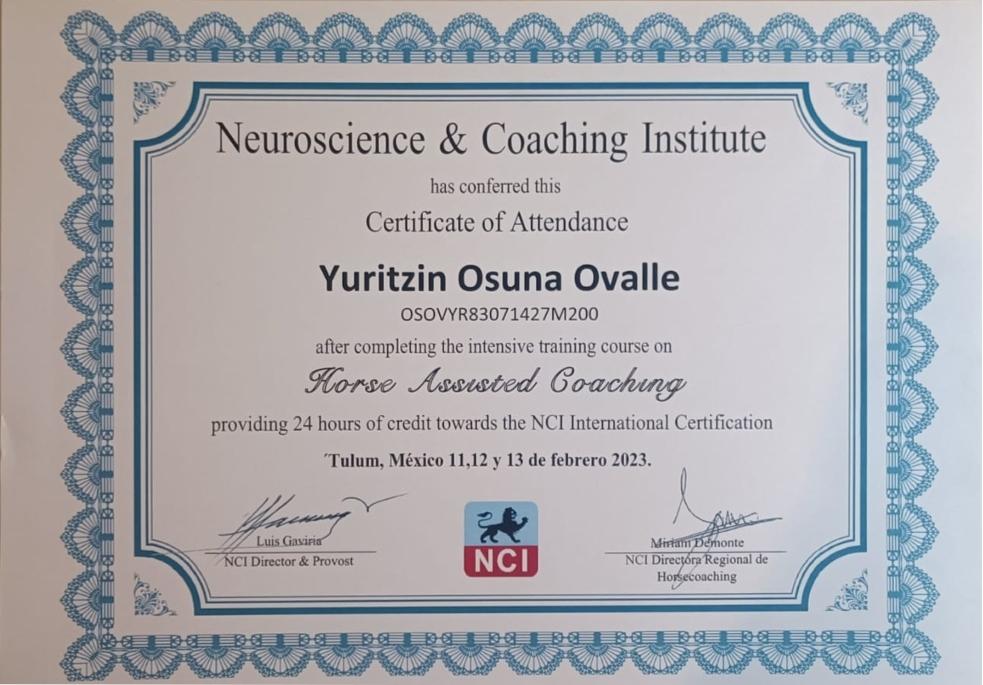 Neuroscience & Coaching Institute
has conferred this
Certificate of Attendance
Yuritzin Osuna Ovalle
OSOVYR83071427M200
after completing the intensive training course on
Horse Assisted Coaching
providing 24 hours of credit towards the NCI International Certification
´Tulum, México 11,12 y 13 de febrero 2023.
Luis Gaviria
NCI Director & Provost
NCI
Miriam Demonte
NCI Directora Regional de
Horsecoaching